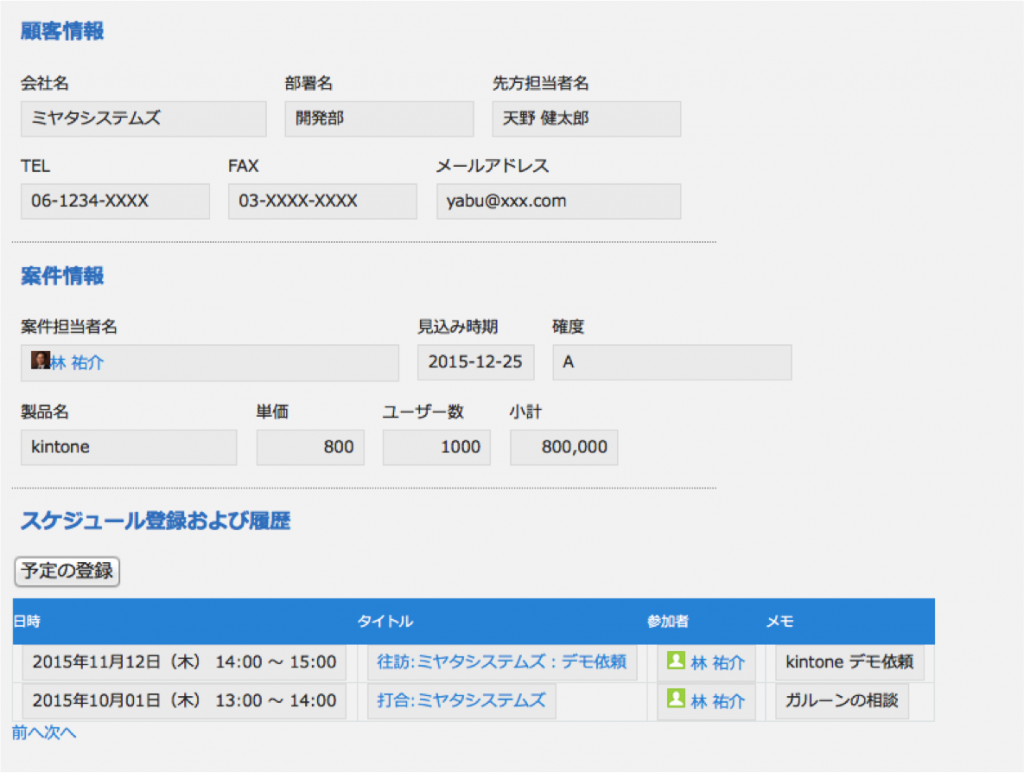 顧客情報
会社名 部署名 先方担当者名
ミヤタシステムズ 開発部 天野 健太郎
TEL FAX メールアドレス
06-1234-XXXX 03-XXXX-XXXX yabu@xxx.com
案件情報
案件担当者名 見込み時期 確度
林 祐介 2015-12-25 A
製品名 単価 ユーザー数 小計
kintone 800 1000 800,000
スケジュール登録および履歴
予定の登録
日時 タイトル 参加者 メモ
2015年11月12日（木） 14:00 ～ 15:00 往訪:ミヤタシステムズ：デモ依頼 林 祐介 kintone デモ依頼
2015年10月01日（木） 13:00 ～ 14:00 打合:ミヤタシステムズ 林 祐介 ガルーンの相談
前へ次へ